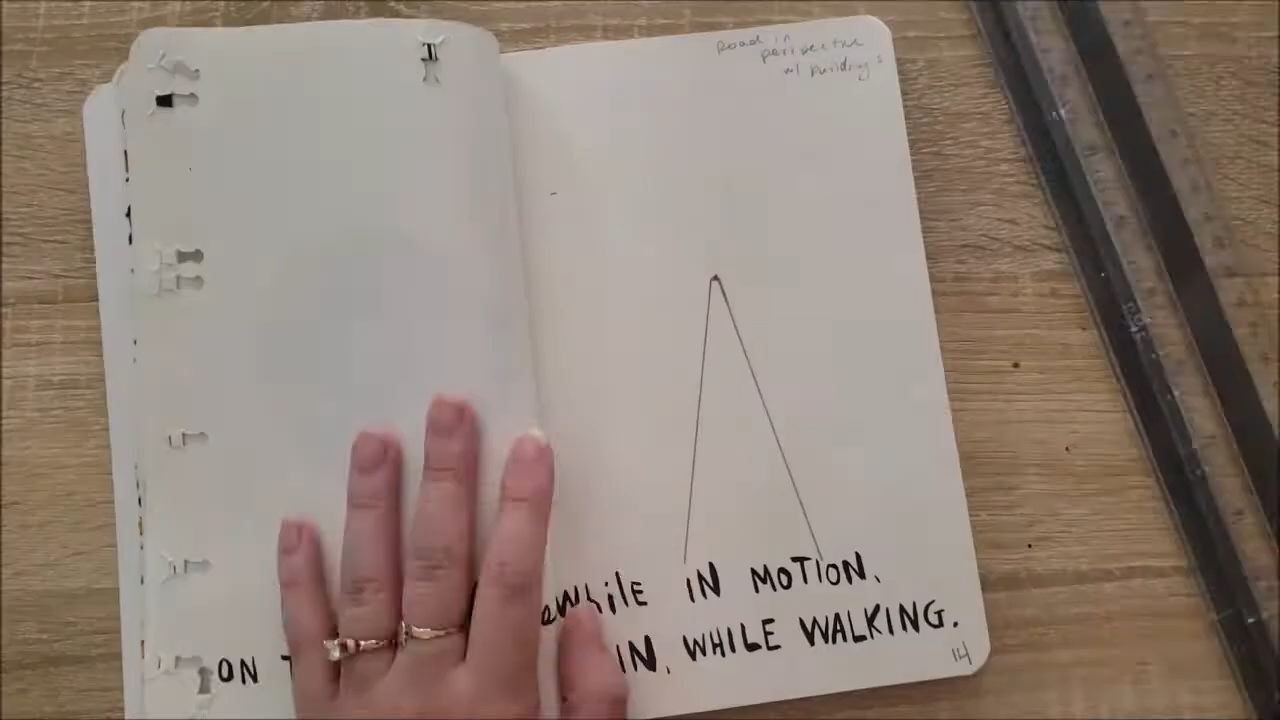 Road in
perspective
w/ buildings
WhiLE IN MOTION.
ON IN, WHILE WALKING.
14